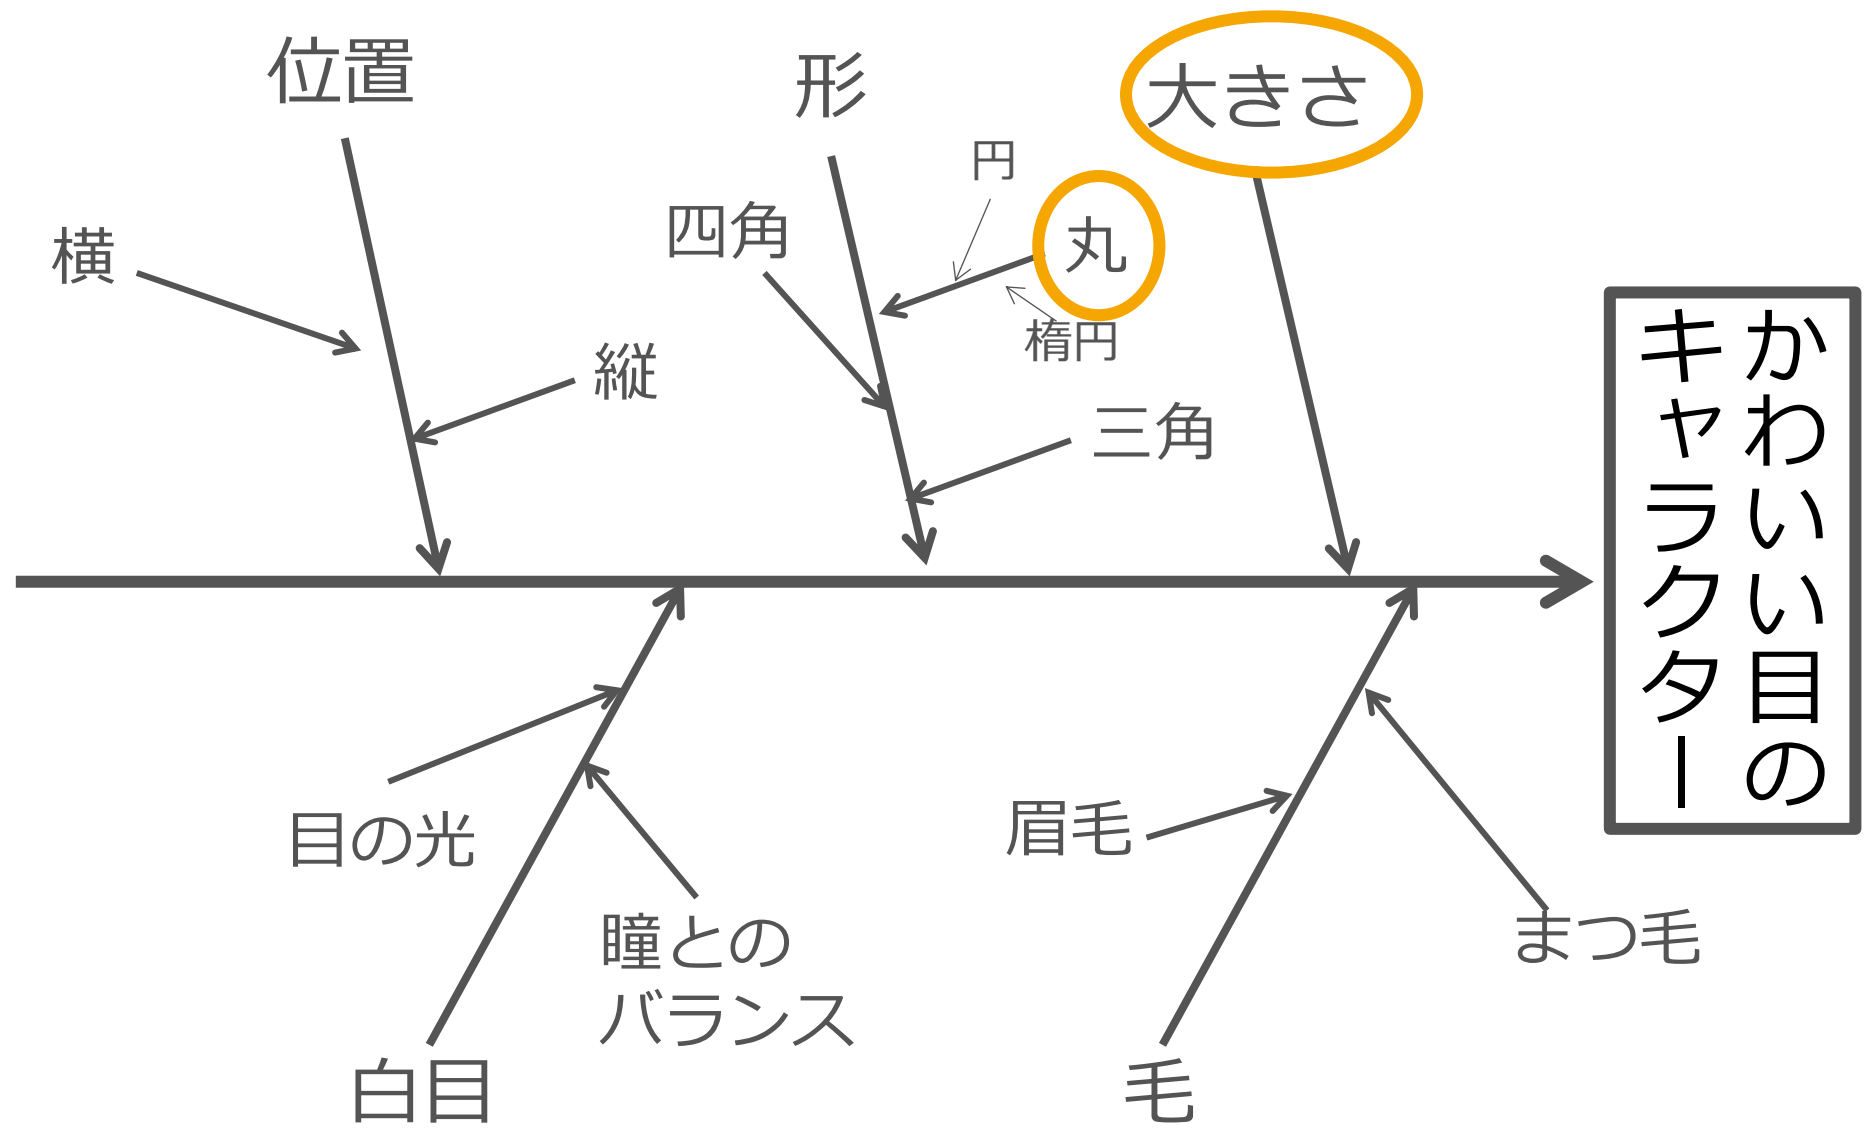 位置
横
縦
形
四角
円
丸
楕円
三角
大きさ
かわいい目の
キャラクター
白目
目の光
瞳との
バランス
毛
眉毛
まつ毛